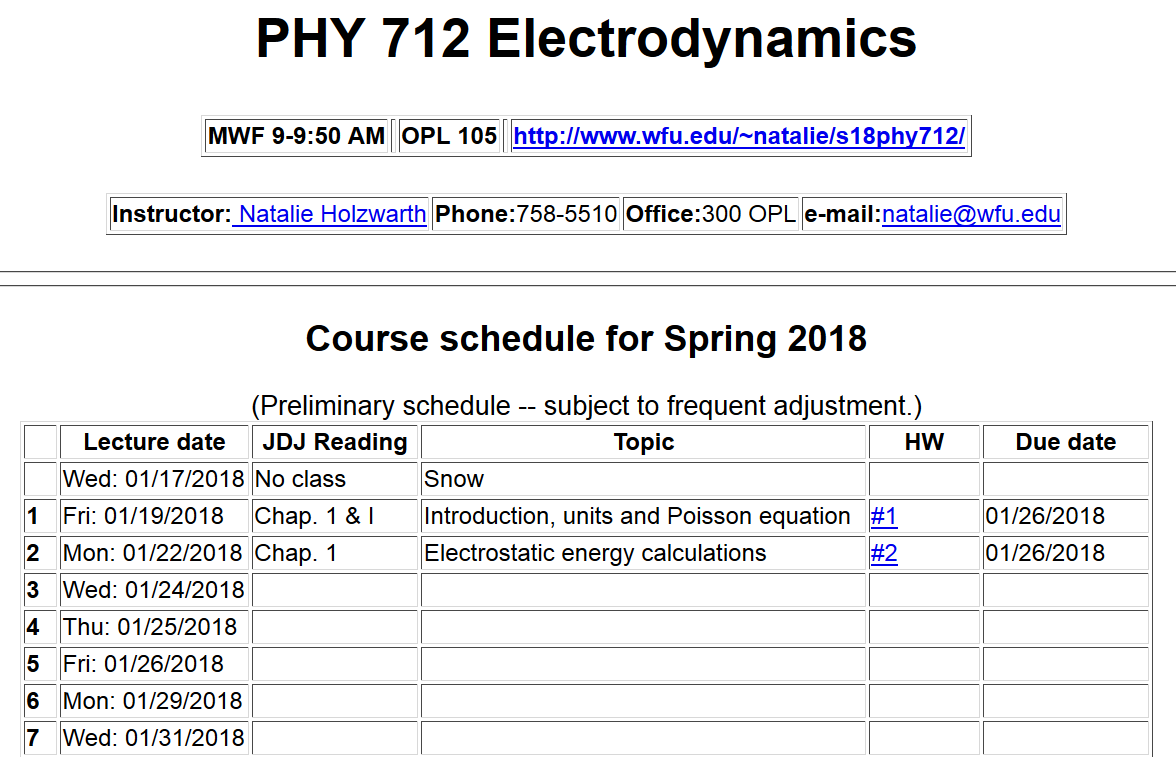 PHY 712 Electrodynamics
MWF 9-9:50 AM OPL 105 http://www.wfu.edu/~natalie/s18phy712/
Instructor: Natalie Holzwarth Phone:758-5510 Office:300 OPL e-mail:natalie@wfu.edu
Course schedule for Spring 2018
(Preliminary schedule -- subject to frequent adjustment.)
Lecture date JDJ Reading Topic HW Due date
Wed: 01/17/2018 No class Snow
1 Fri: 01/19/2018 Chap. 1 & I Introduction, units and Poisson equation #1 01/26/2018
2 Mon: 01/22/2018 Chap. 1 Electrostatic energy calculations #2 01/26/2018
3 Wed: 01/24/2018
4 Thu: 01/25/2018
5 Fri: 01/26/2018
6 Mon: 01/29/2018
7 Wed: 01/31/2018